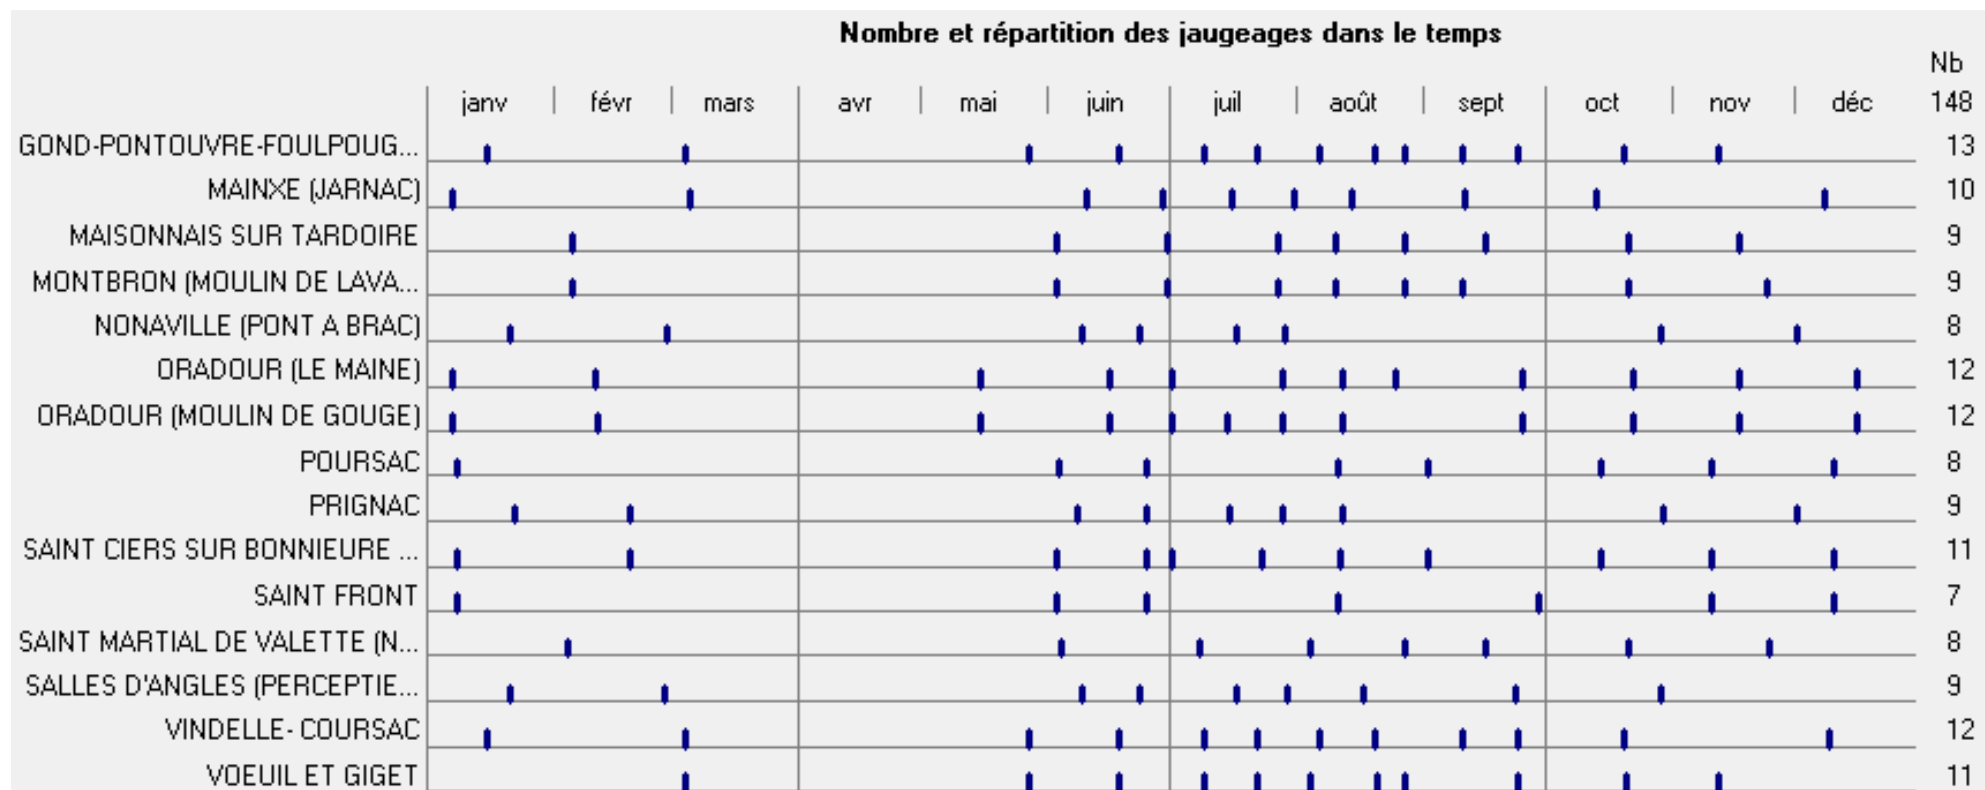 Nombre et répartition des jaugeages dans le temps
Nb
janv févr mars avr mai juin juil août sept oct nov déc 148
GOND-PONTOUVRE-FOULPOUG... 13
MAINXE (JARNAC) 10
MAISONNAIS SUR TARDOIRE 9
MONTBRON (MOULIN DE LAVA... 9
NONAVILLE (PONT A BRAC) 8
ORADOUR (LE MAINE) 12
ORADOUR (MOULIN DE GOUGE) 12
POURSAC 8
PRIGNAC 9
SAINT CIERS SUR BONNIEURE ... 11
SAINT FRONT 7
SAINT MARTIAL DE VALETTE (N... 8
SALLES D'ANGLES (PERCEPTIE... 9
VINDELLE- COURSAC 12
VOEUIL ET GIGET 11